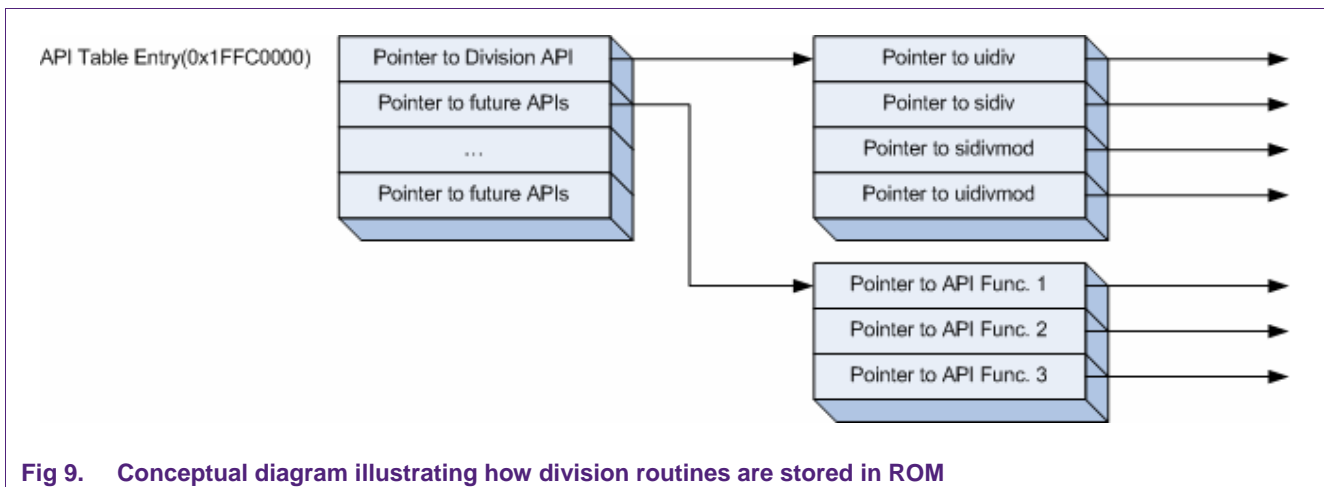 API Table Entry(0x1FFC0000)
Pointer to Division API
Pointer to future APIs
...
Pointer to future APIs
Pointer to uidiv
Pointer to sidiv
Pointer to sidivmod
Pointer to uidivmod
Pointer to API Func. 1
Pointer to API Func. 2
Pointer to API Func. 3
Fig 9. Conceptual diagram illustrating how division routines are stored in ROM